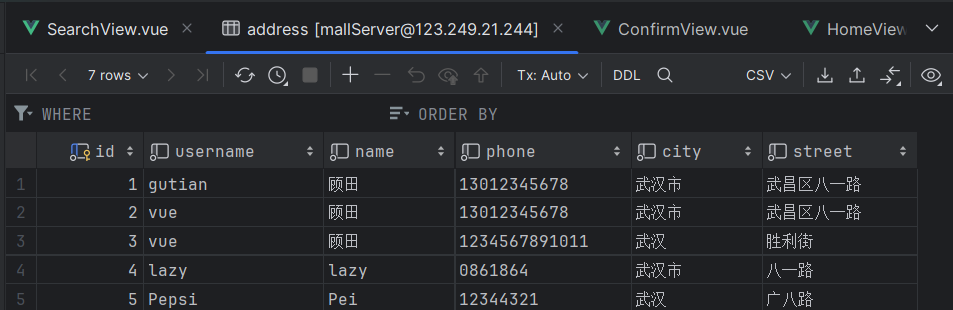 SearchView.vue address [mallServer@123.249.21.244] ConfirmView.vue HomeView
7 rows Tx: Auto DDL CSV
WHERE ORDER BY
id username name phone city street
1 1 gutian 顾田 13012345678 武汉市 武昌区八一路
2 2 vue 顾田 13012345678 武汉市 武昌区八一路
3 3 vue 顾田 1234567891011 武汉 胜利街
4 4 lazy lazy 0861864 武汉市 八一路
5 5 Pepsi Pei 12344321 武汉 广八路